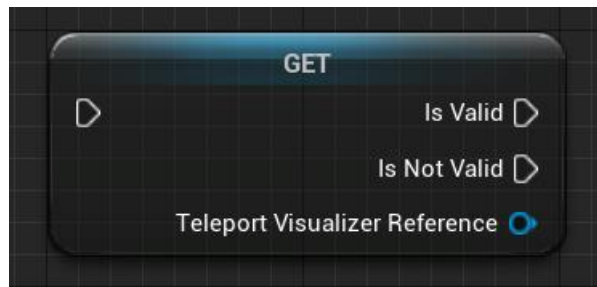 GET
Is Valid
Is Not Valid
Teleport Visualizer Reference